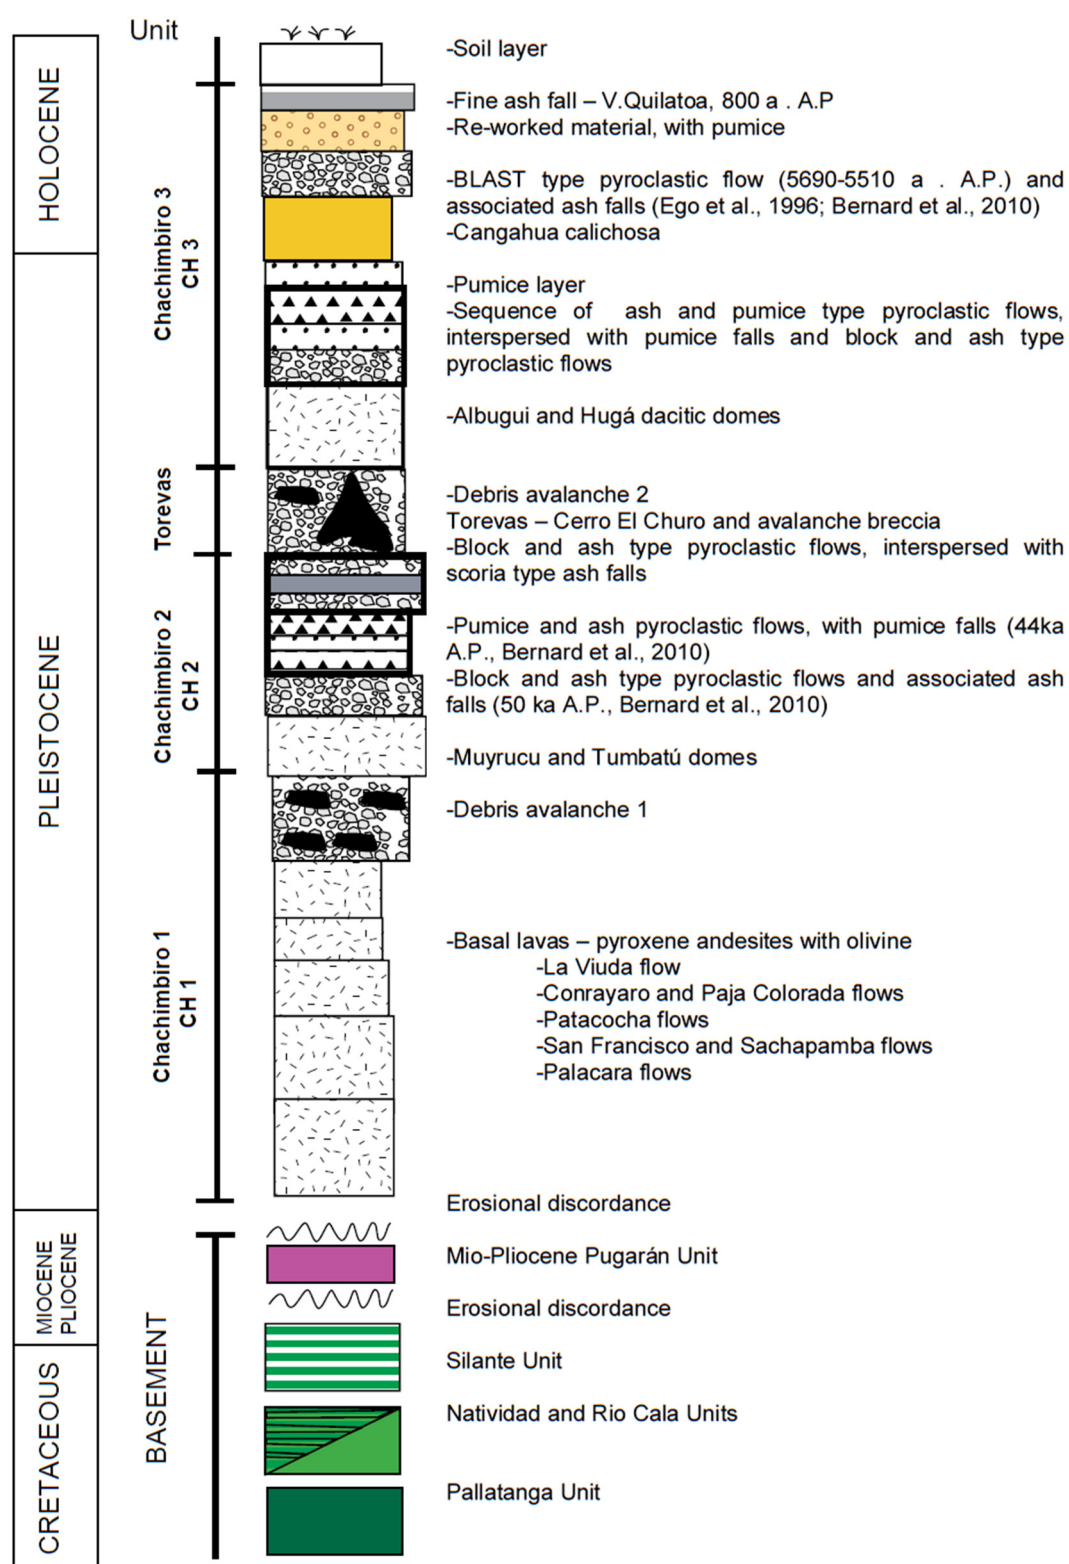 Unit
HOLOCENE
PLEISTOCENE
MIOCENE
PLIOCENE
CRETACEOUS
Chachimbiro 3
CH 3
Torevas
Chachimbiro 2
CH 2
Chachimbiro 1
CH 1
BASEMENT
-Soil layer
-Fine ash fall – V.Quilatoa, 800 a . A.P
-Re-worked material, with pumice
-BLAST type pyroclastic flow (5690-5510 a . A.P.) and
associated ash falls (Ego et al., 1996; Bernard et al., 2010)
-Cangahua calichosa
-Pumice layer
-Sequence of ash and pumice type pyroclastic flows,
interspersed with pumice falls and block and ash type
pyroclastic flows
-Albugui and Hugá dacitic domes
-Debris avalanche 2
Torevas – Cerro El Churo and avalanche breccia
-Block and ash type pyroclastic flows, interspersed with
scoria type ash falls
-Pumice and ash pyroclastic flows, with pumice falls (44ka
A.P., Bernard et al., 2010)
-Block and ash type pyroclastic flows and associated ash
falls (50 ka A.P., Bernard et al., 2010)
-Muyrucu and Tumbatú domes
-Debris avalanche 1
-Basal lavas – pyroxene andesites with olivine
-La Viuda flow
-Conrayaro and Paja Colorada flows
-Patacocha flows
-San Francisco and Sachapamba flows
-Palacara flows
Erosional discordance
Mio-Pliocene Pugarán Unit
Erosional discordance
Silante Unit
Natividad and Rio Cala Units
Pallatanga Unit